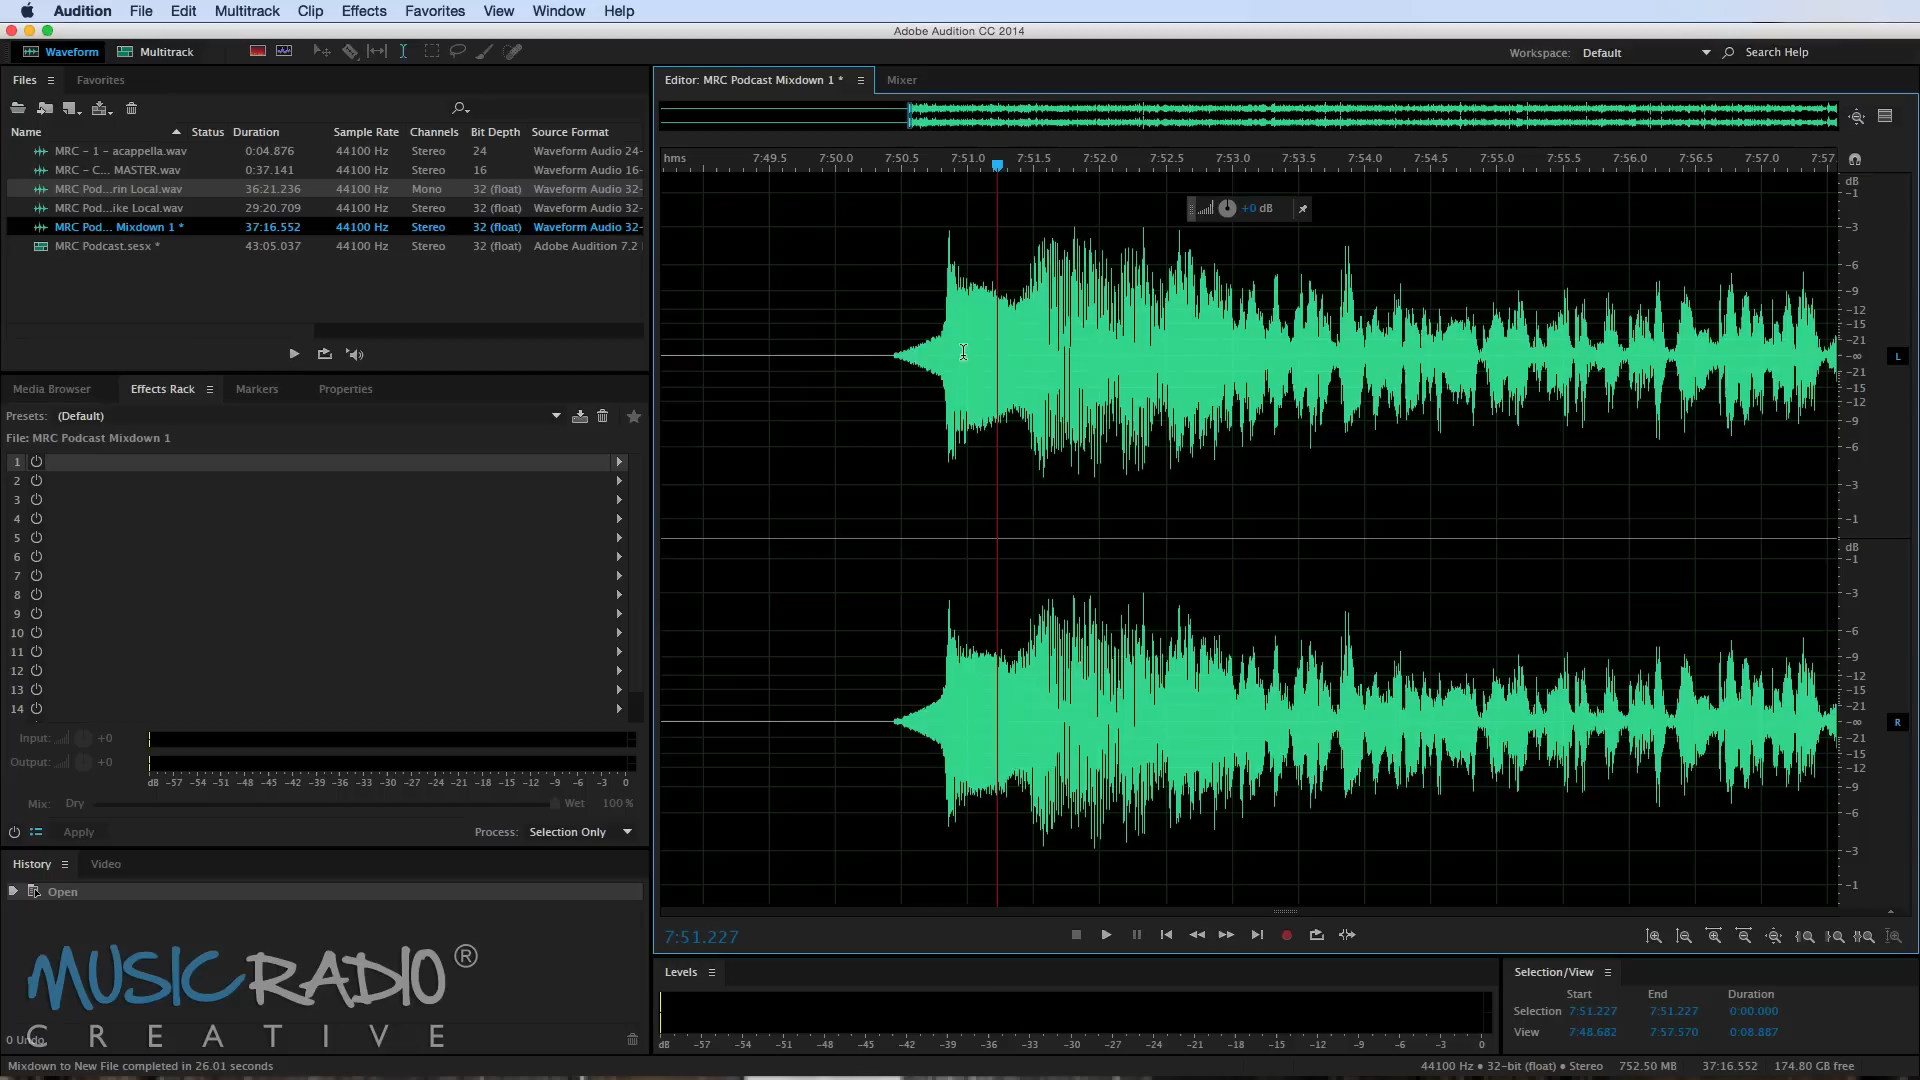 Audition File Edit Multitrack Clip Effects Favorites View Window Help
Adobe Audition CC 2014
Waveform Multitrack
Workspace: Default Search Help
Files Favorites
Name Status Duration Sample Rate Channels Bit Depth Source Format
MRC - 1 - acappella.wav 0:04.876 44100 Hz Stereo 24 Waveform Audio 24-
MRC - C... MASTER.wav 0:37.141 44100 Hz Stereo 16 Waveform Audio 16-
MRC Pod...rin Local.wav 36:21.236 44100 Hz Mono 32 (float) Waveform Audio 32-
MRC Pod...ike Local.wav 29:20.709 44100 Hz Stereo 32 (float) Waveform Audio 32-
MRC Pod... Mixdown 1 * 37:16.552 44100 Hz Stereo 32 (float) Waveform Audio 32-
MRC Podcast.sesx * 43:05.037 44100 Hz Stereo 32 (float) Adobe Audition 7.2
Media Browser Effects Rack Markers Properties
Presets: (Default)
File: MRC Podcast Mixdown 1
1
2
3
4
5
6
7
8
9
10
11
12
13
14
Input: +0
Output: +0
dB -57 -54 -51 -48 -45 -42 -39 -36 -33 -30 -27 -24 -21 -18 -15 -12 -9 -6 -3 0
Mix: Dry Wet 100 %
Apply Process: Selection Only
History Video
Open
MUSICRADIO®
CREATIVE
0 Undo
Mixdown to New File completed in 26.01 seconds
Editor: MRC Podcast Mixdown 1 * Mixer
hms 7:49.5 7:50.0 7:50.5 7:51.0 7:51.5 7:52.0 7:52.5 7:53.0 7:53.5 7:54.0 7:54.5 7:55.0 7:55.5 7:56.0 7:56.5 7:57.0 7:57.
+0 dB
dB
-1
-3
-6
-9
-12
-15
-21
-∞
-21
-15
-12
-9
-6
-3
-1
L
dB
-1
-3
-6
-9
-12
-15
-21
-∞
-21
-15
-12
-9
-6
-3
-1
R
7:51.227
Levels
dB -57 -54 -51 -48 -45 -42 -39 -36 -33 -30 -27 -24 -21 -18 -15 -12 -9 -6 -3 0
Selection/View
Start End Duration
Selection 7:51.227 7:51.227 0:00.000
View 7:48.682 7:57.570 0:08.887
44100 Hz • 32-bit (float) • Stereo 752.50 MB 37:16.552 174.80 GB free